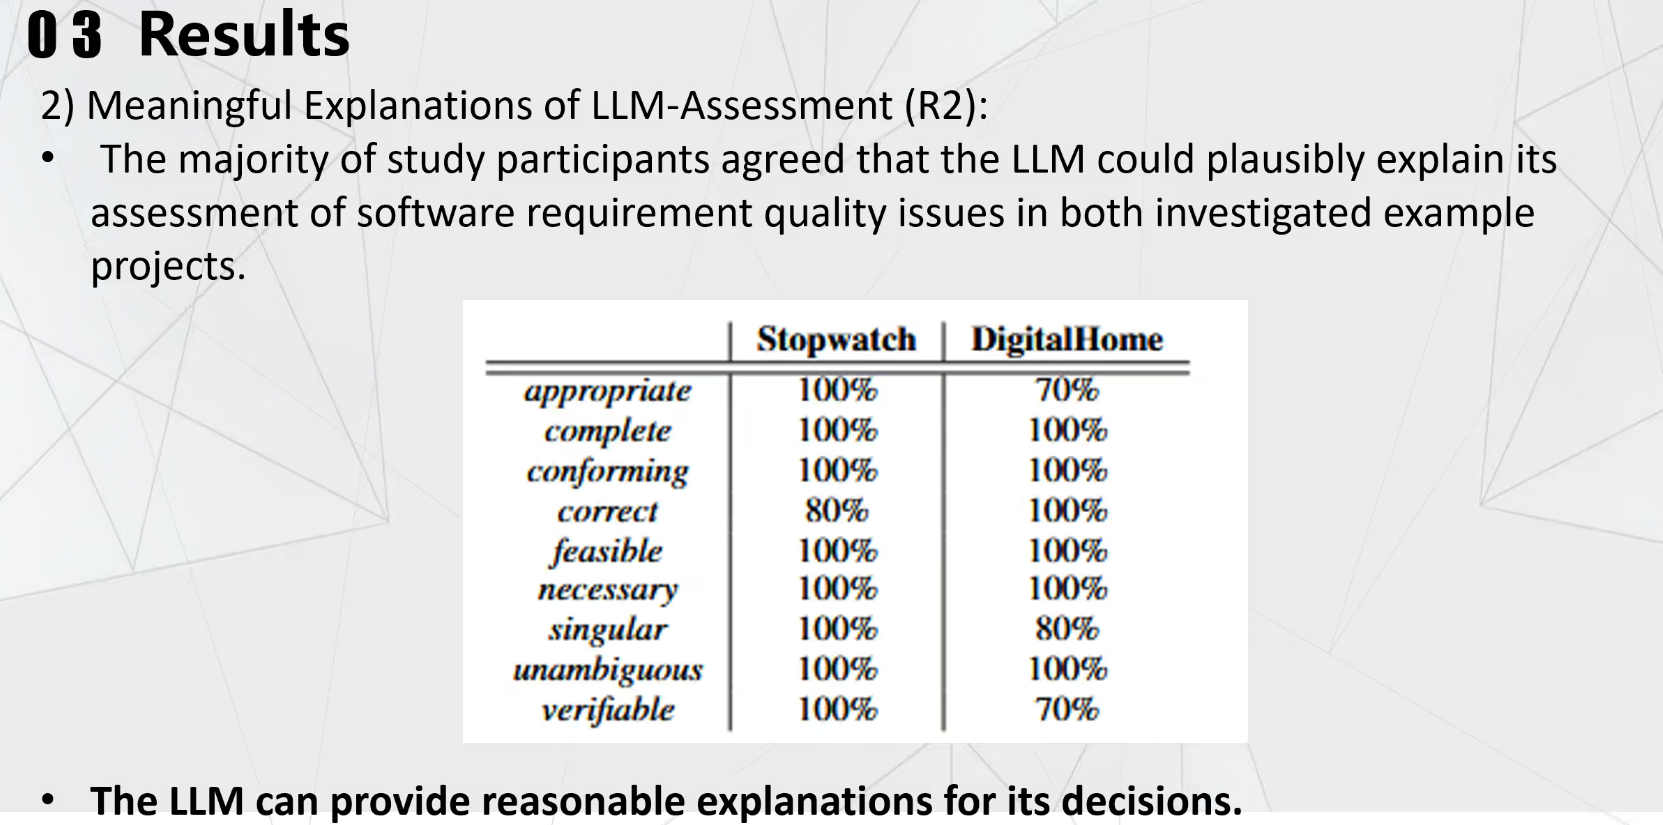 03 Results
2) Meaningful Explanations of LLM-Assessment (R2):
• The majority of study participants agreed that the LLM could plausibly explain its
assessment of software requirement quality issues in both investigated example
projects.
Stopwatch DigitalHome
appropriate 100% 70%
complete 100% 100%
conforming 100% 100%
correct 80% 100%
feasible 100% 100%
necessary 100% 100%
singular 100% 80%
unambiguous 100% 100%
verifiable 100% 70%
• The LLM can provide reasonable explanations for its decisions.